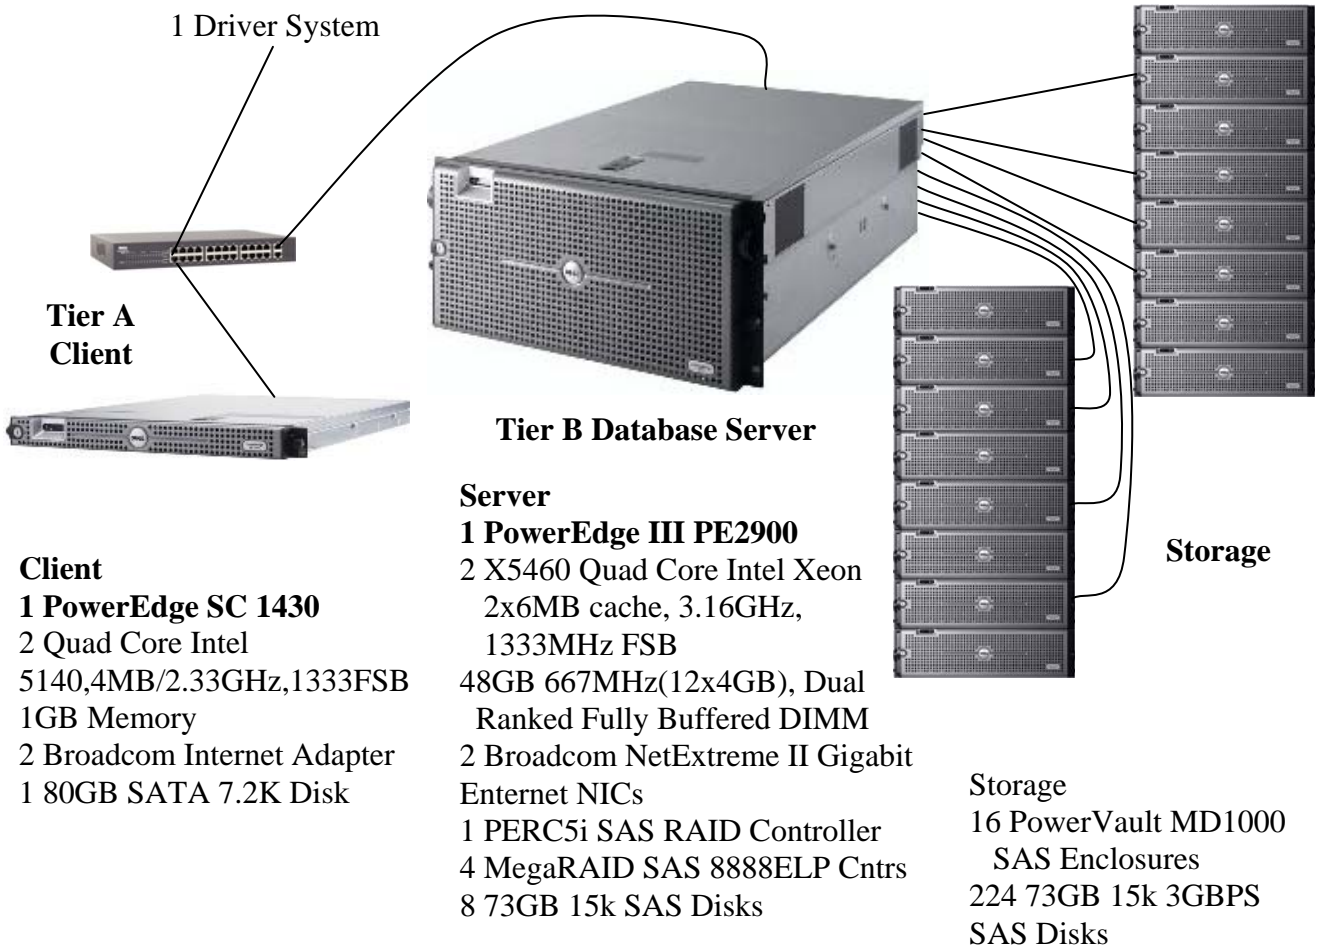 1 Driver System
Tier A
Client
Tier B Database Server
Server
1 PowerEdge III PE2900
2 X5460 Quad Core Intel Xeon
2x6MB cache, 3.16GHz,
1333MHz FSB
48GB 667MHz(12x4GB), Dual
Ranked Fully Buffered DIMM
2 Broadcom NetExtreme II Gigabit
Enternet NICs
1 PERC5i SAS RAID Controller
4 MegaRAID SAS 8888ELP Cntrs
8 73GB 15k SAS Disks
Client
1 PowerEdge SC 1430
2 Quad Core Intel
5140,4MB/2.33GHz,1333FSB
1GB Memory
2 Broadcom Internet Adapter
1 80GB SATA 7.2K Disk
Storage
Storage
16 PowerVault MD1000
SAS Enclosures
224 73GB 15k 3GBPS
SAS Disks